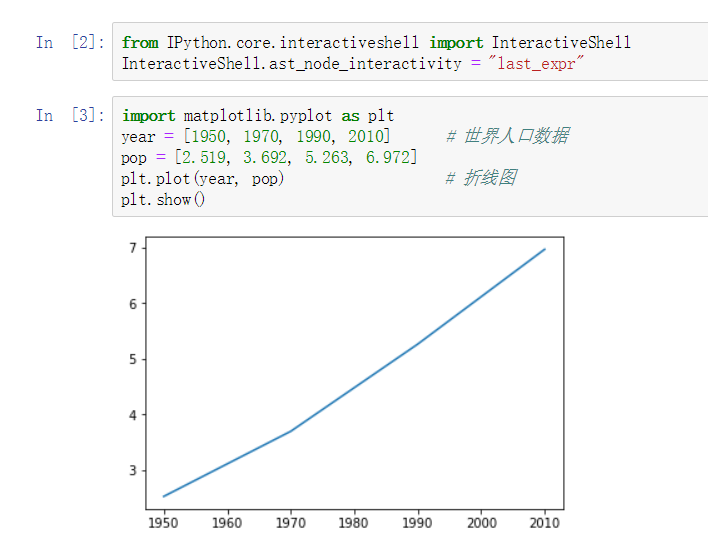 In [2]: from IPython.core.interactiveshell import InteractiveShell
InteractiveShell.ast_node_interactivity = "last_expr"
In [3]: import matplotlib.pyplot as plt
year = [1950, 1970, 1990, 2010] # 世界人口数据
pop = [2.519, 3.692, 5.263, 6.972]
plt.plot(year, pop) # 折线图
plt.show()
7
6
5
4
3
1950 1960 1970 1980 1990 2000 2010